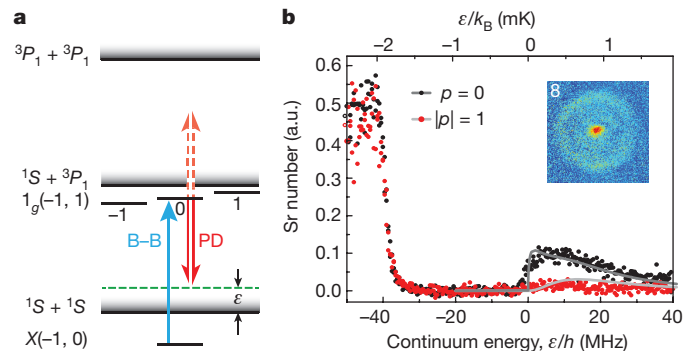 a
³P₁ + ³P₁
¹S + ³P₁
1g(−1, 1)
−1
0
1
B–B
PD
ε
¹S + ¹S
X(−1, 0)
b
ε/kB (mK)
−2 −1 0 1
Sr number (a.u.)
0.6
0.5
0.4
0.3
0.2
0.1
0.0
p = 0
|p| = 1
8
−40 −20 0 20 40
Continuum energy, ε/h (MHz)